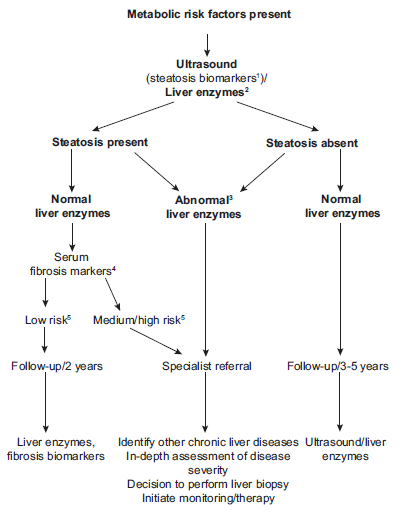 Metabolic risk factors present
Ultrasound
(steatosis biomarkers¹)/
Liver enzymes²
Steatosis present
Steatosis absent
Normal
liver enzymes
Abnormal³
liver enzymes
Normal
liver enzymes
Serum
fibrosis markers⁴
Low risk⁵
Medium/high risk⁵
Follow-up/2 years
Specialist referral
Follow-up/3-5 years
Liver enzymes,
fibrosis biomarkers
Identify other chronic liver diseases
In-depth assessment of disease
severity
Decision to perform liver biopsy
Initiate monitoring/therapy
Ultrasound/liver
enzymes